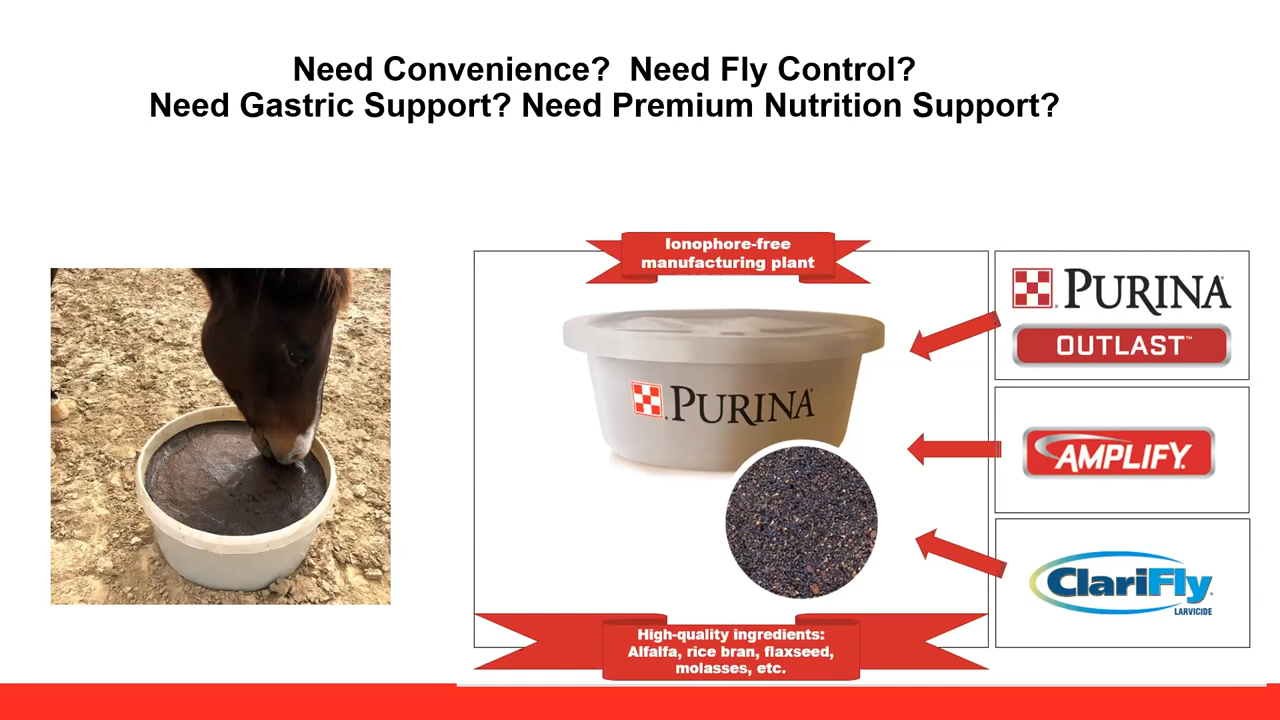 Need Convenience?  Need Fly Control?
Need Gastric Support? Need Premium Nutrition Support?
Ionophore-free
manufacturing plant
PURINA®
PURINA®
OUTLAST™
AMPLIFY®
ClariFly®
LARVICIDE
High-quality ingredients:
Alfalfa, rice bran, flaxseed,
molasses, etc.